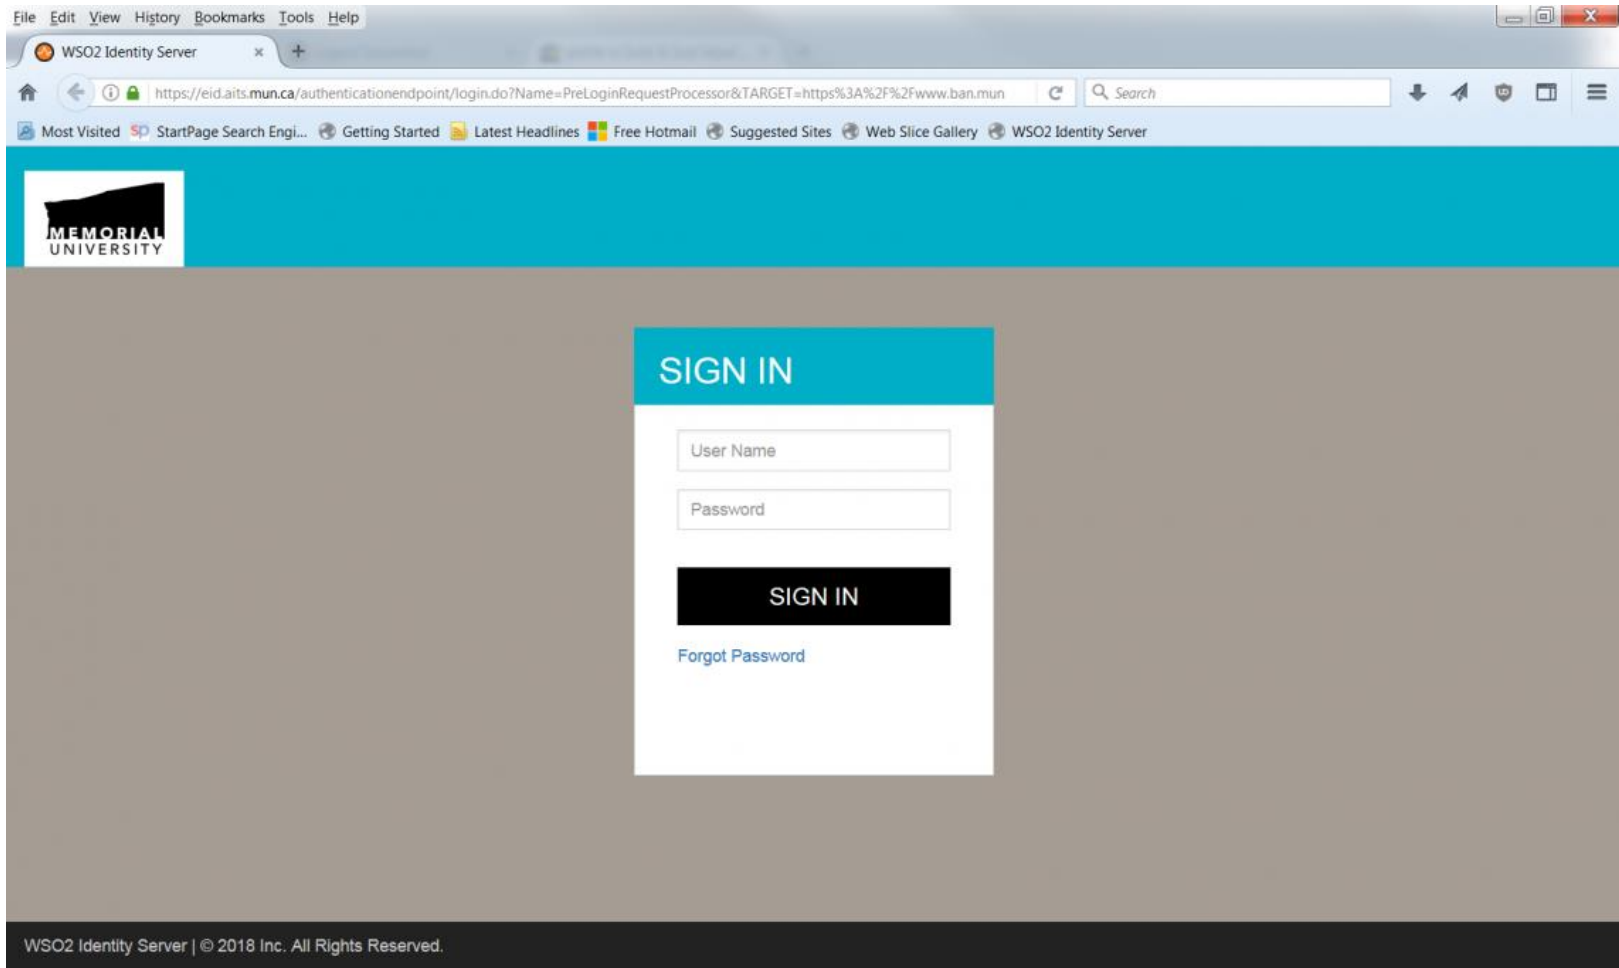 File Edit View History Bookmarks Tools Help
WSO2 Identity Server
https://eid.aits.mun.ca/authenticationendpoint/login.do?Name=PreLoginRequestProcessor&TARGET=https%3A%2F%2Fwww.ban.mun
Search
Most Visited SP StartPage Search Engi... Getting Started Latest Headlines Free Hotmail Suggested Sites Web Slice Gallery WSO2 Identity Server
MEMORIAL
UNIVERSITY
SIGN IN
User Name
Password
SIGN IN
Forgot Password
WSO2 Identity Server | © 2018 Inc. All Rights Reserved.